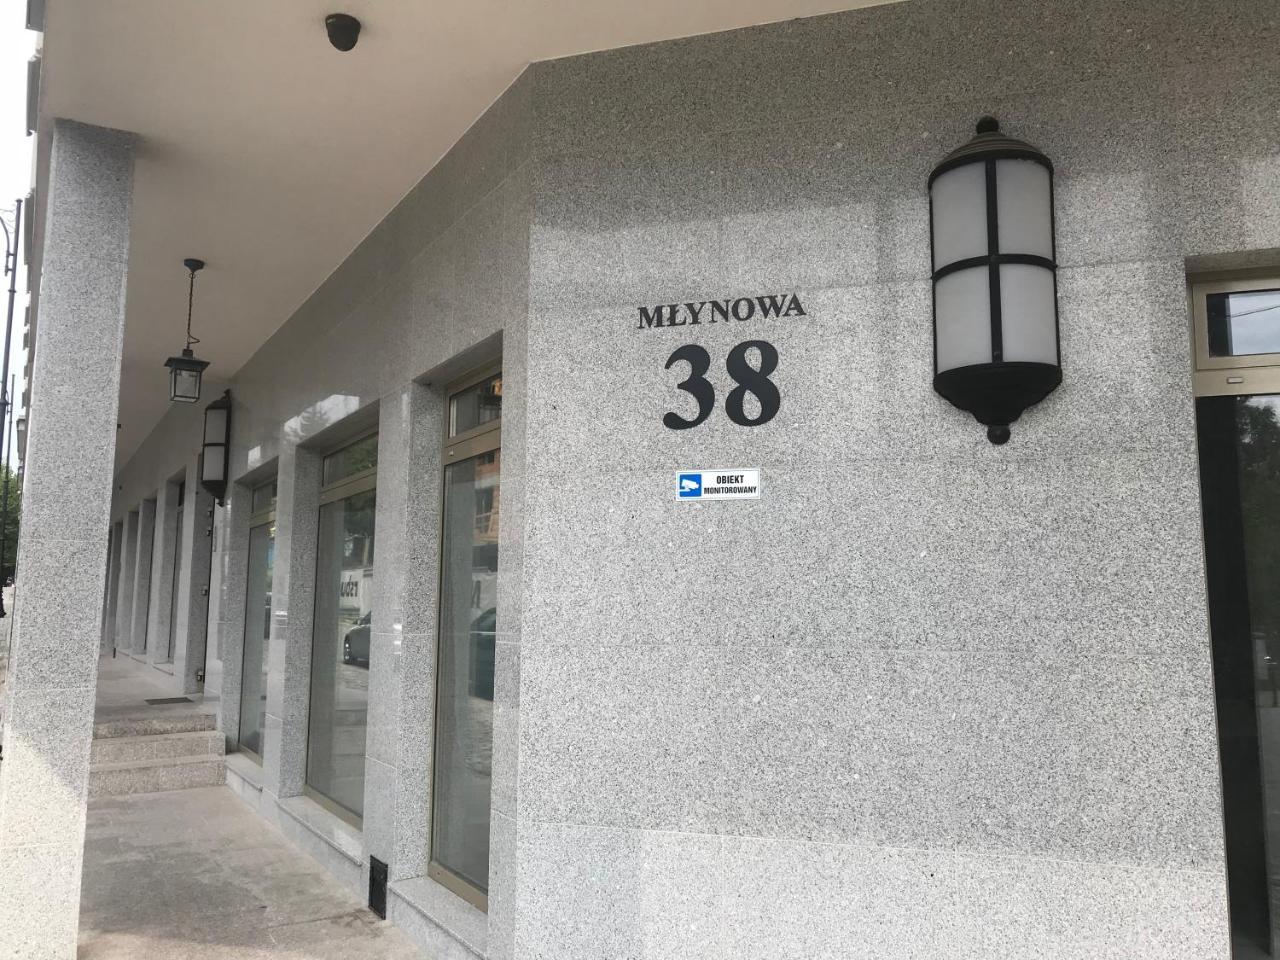 MŁYNOWA
38
OBIEKT
MONITOROWANY